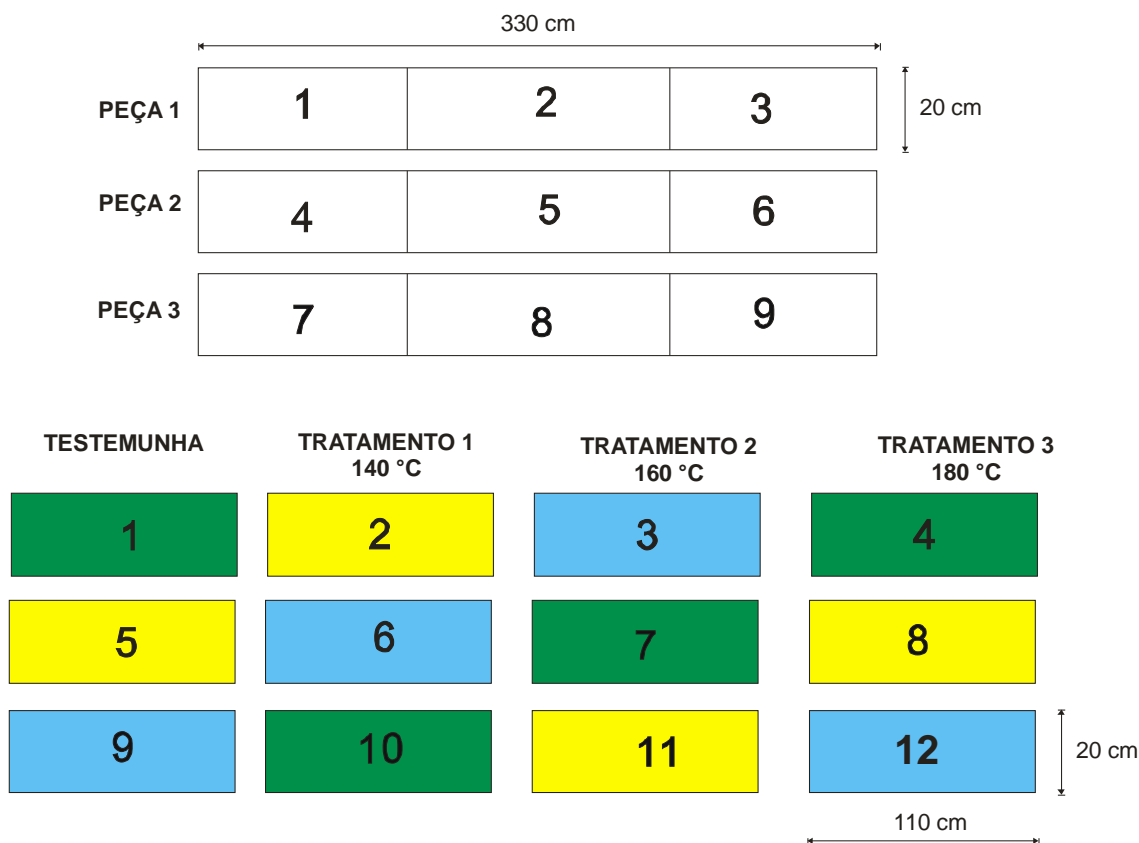 330 cm
PEÇA 1
1
2
3
20 cm
PEÇA 2
4
5
6
PEÇA 3
7
8
9
TESTEMUNHA
TRATAMENTO 1
140 °C
TRATAMENTO 2
160 °C
TRATAMENTO 3
180 °C
1
2
3
4
5
6
7
8
9
10
11
12
20 cm
110 cm